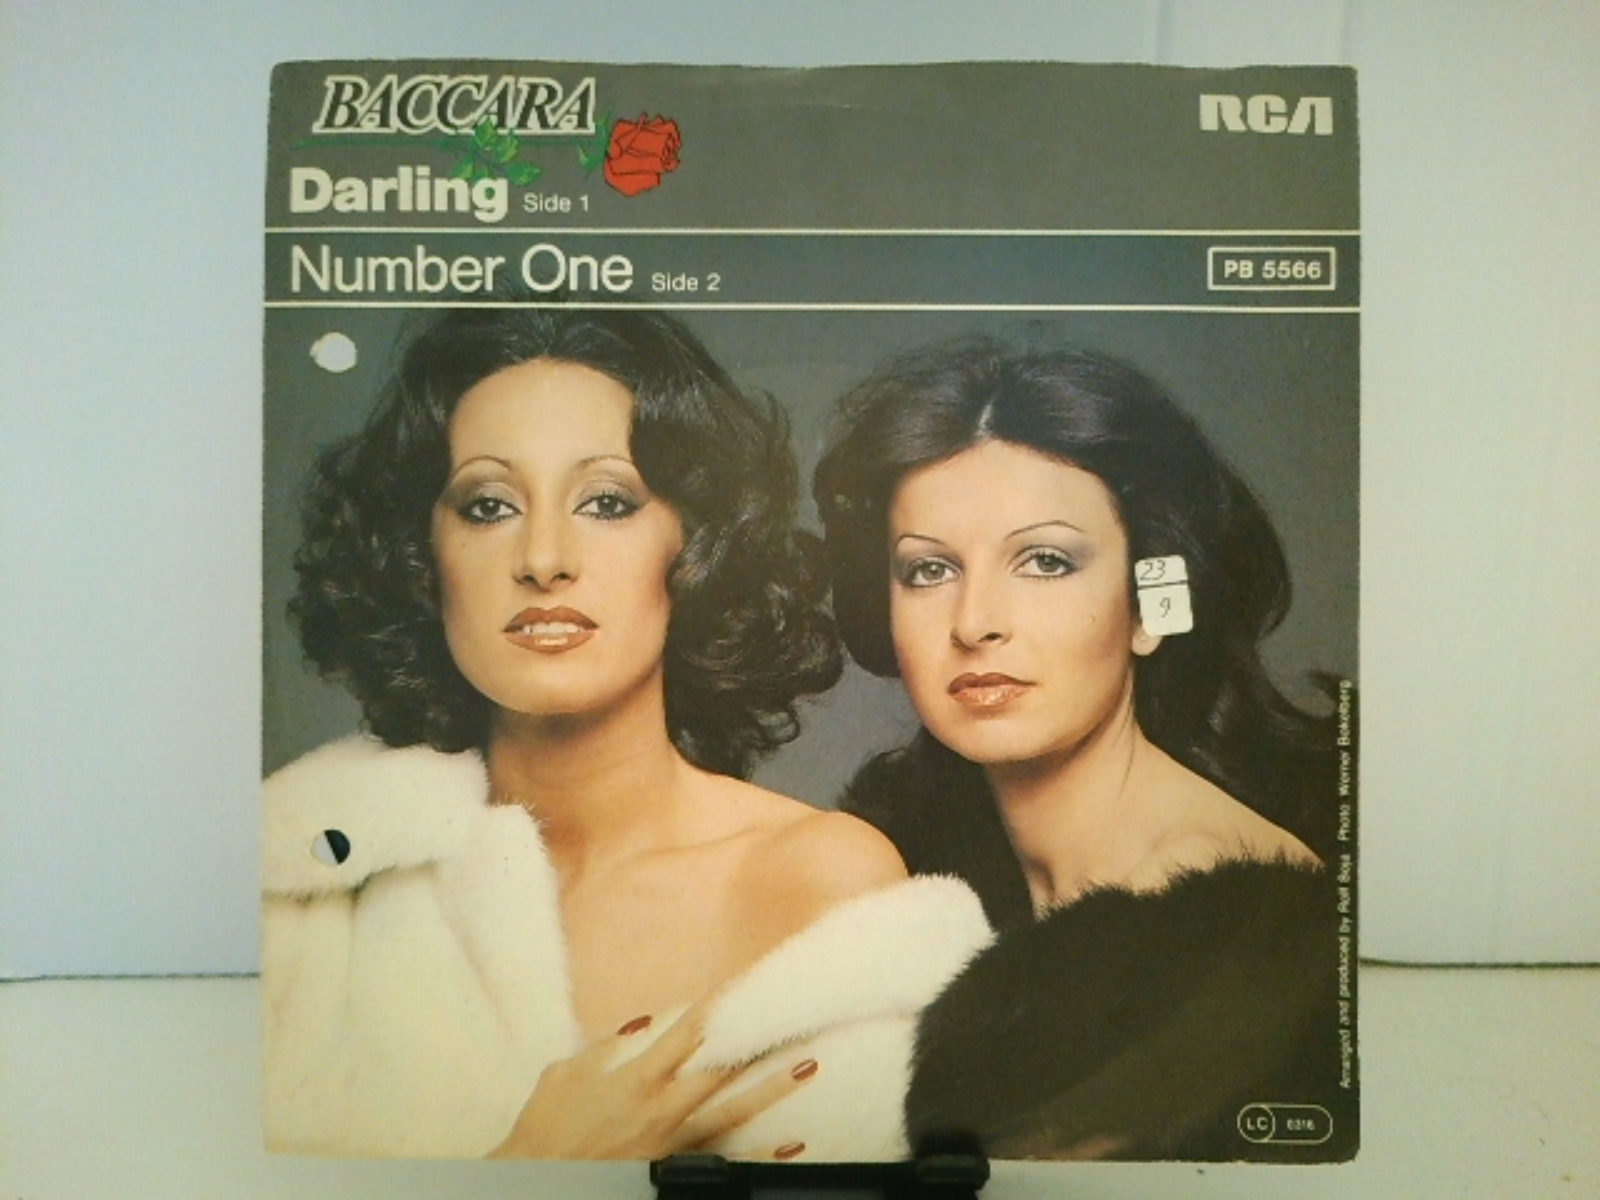 BACCARA
RCA
Darling Side 1
Number One Side 2
PB 5566
23
9
Arranged and produced by Rolf Soja Photo: Werner Bokelberg
LC 0316